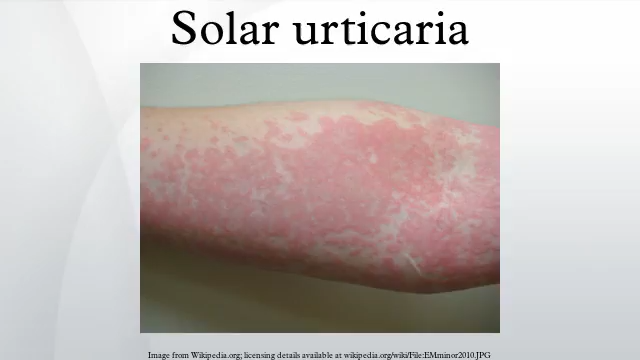 Solar urticaria
Image from Wikipedia.org; licensing details available at wikipedia.org/wiki/File:EMminor2010.JPG